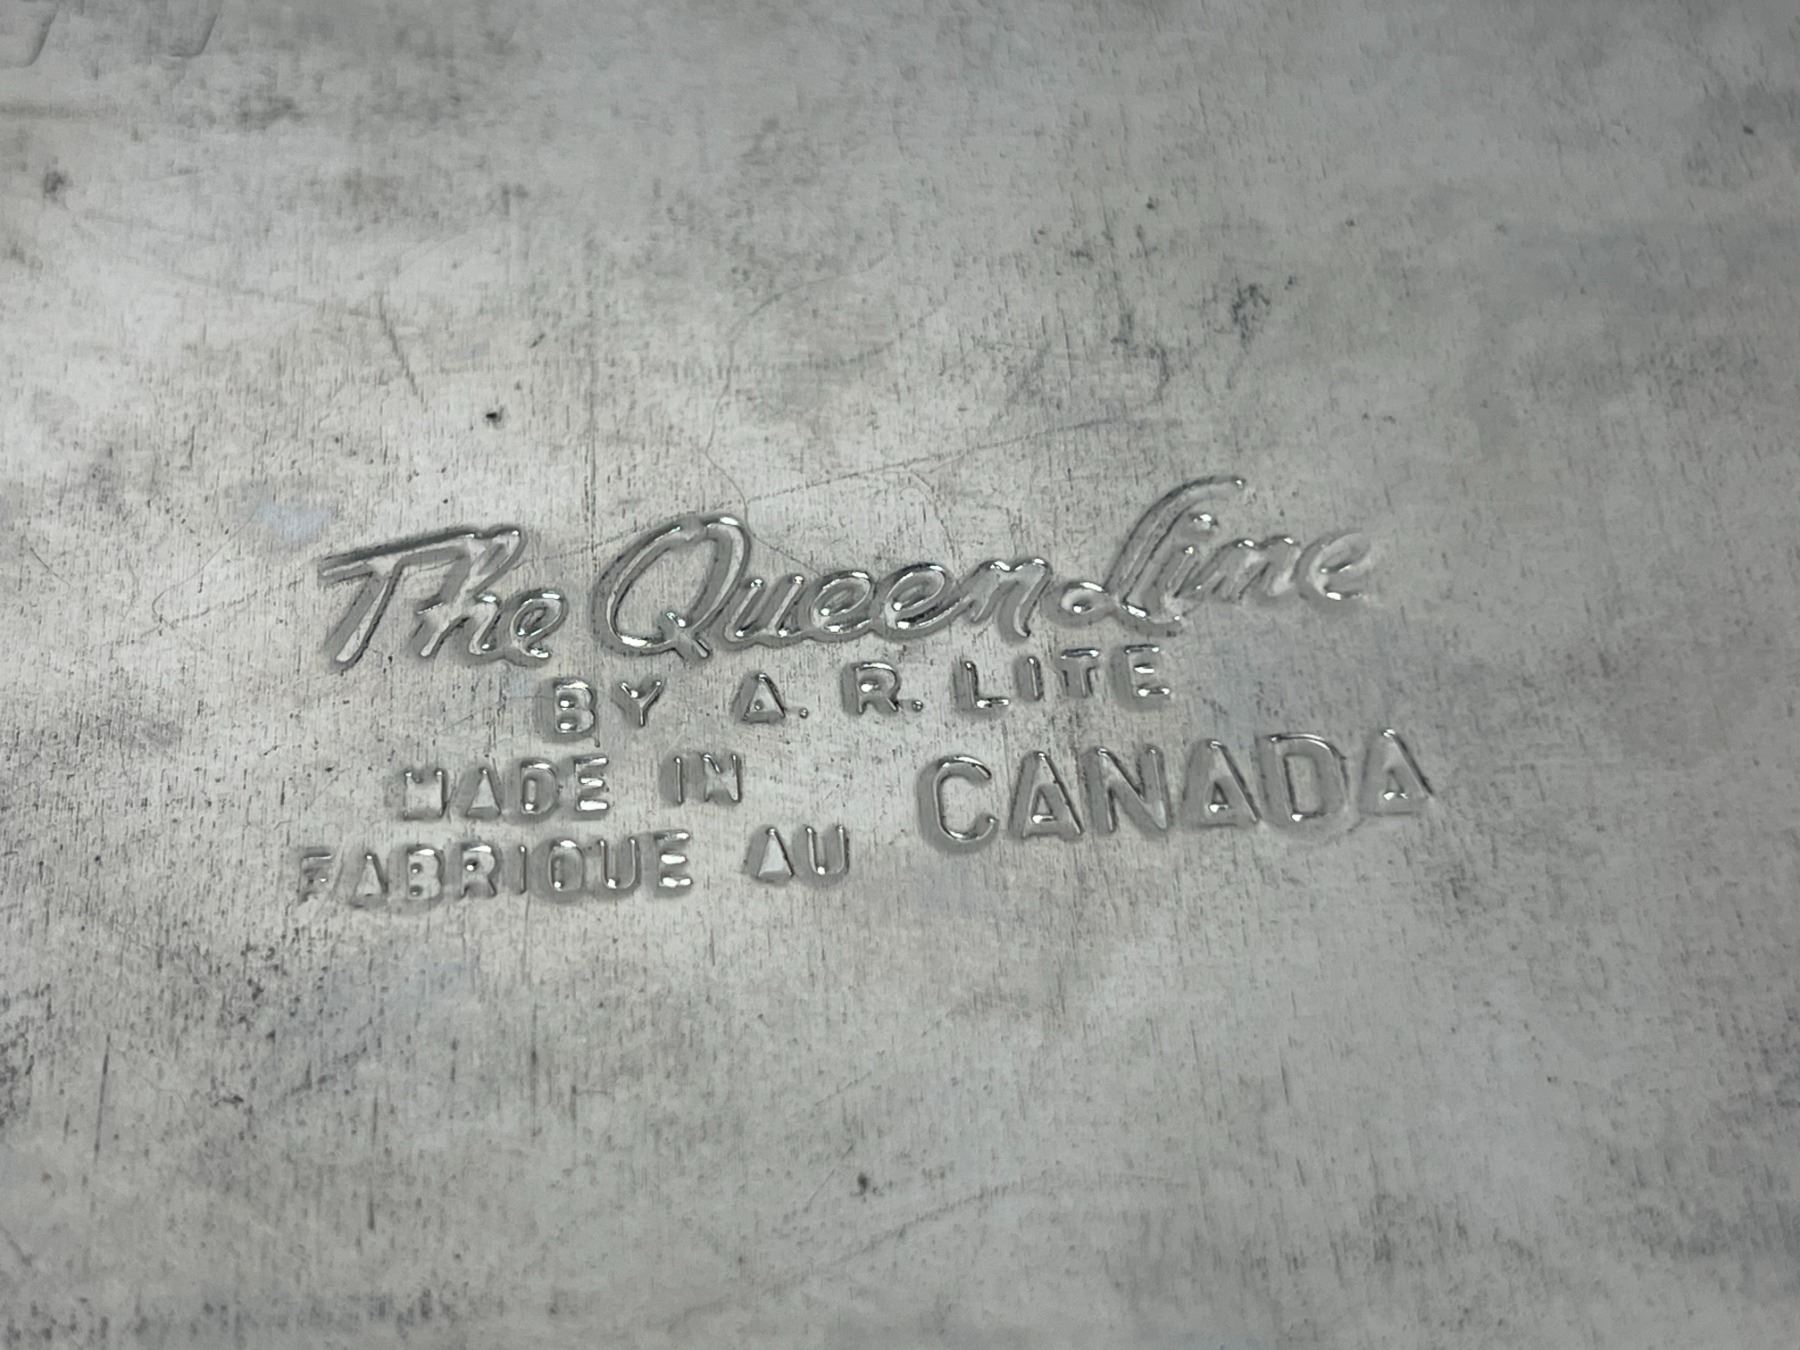 The Queen Line
BY A. R. LITE
MADE IN
FABRIQUE AU
CANADA